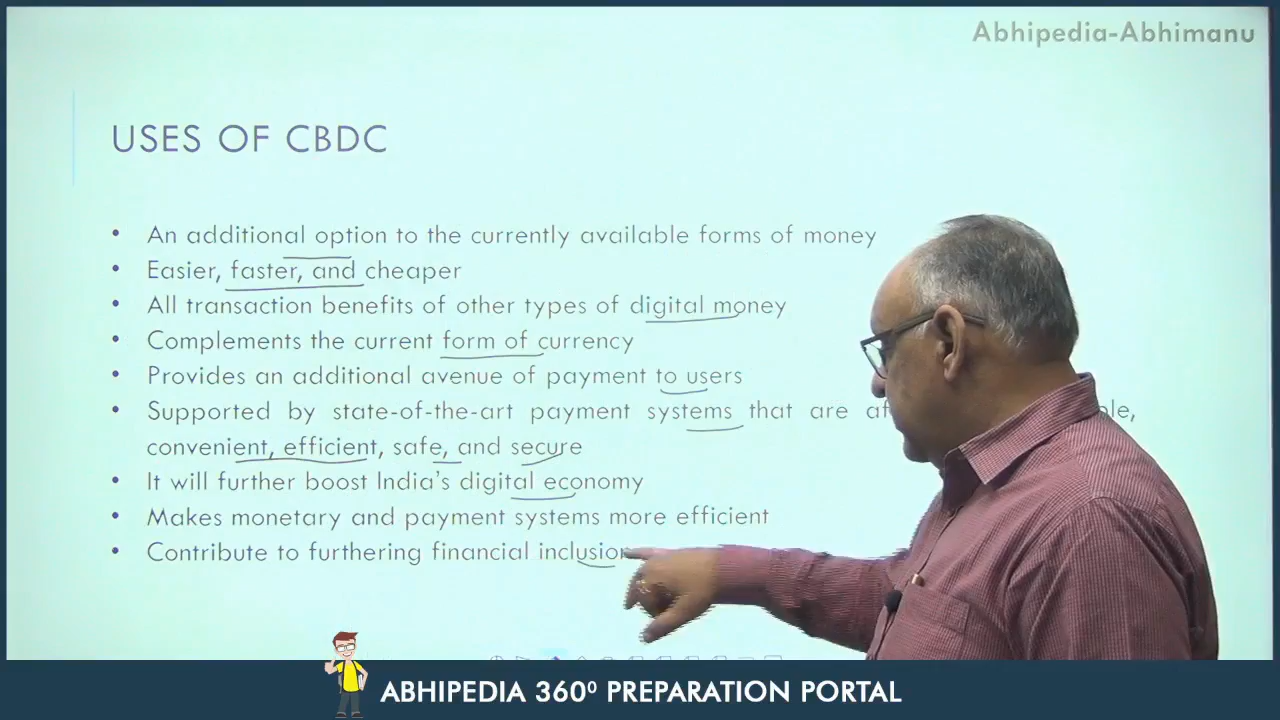 Abhipedia-Abhimanu
USES OF CBDC
• An additional option to the currently available forms of money
• Easier, faster, and cheaper
• All transaction benefits of other types of digital money
• Complements the current form of currency
• Provides an additional avenue of payment to users
• Supported by state-of-the-art payment systems that are
convenient, efficient, safe, and secure
• It will further boost India's digital economy
• Makes monetary and payment systems more efficient
• Contribute to furthering financial inclusion
ABHIPEDIA 360⁰ PREPARATION PORTAL